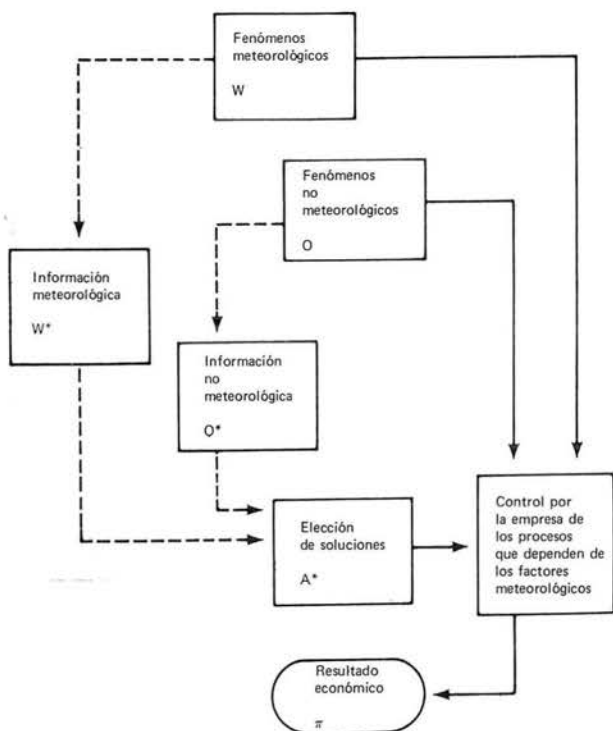 Fenómenos
meteorológicos
W
Fenómenos
no
meteorológicos
O
Información
meteorológica
W*
Información
no
meteorológica
O*
Elección
de soluciones
A*
Control por
la empresa de
los procesos
que dependen de
los factores
meteorológicos
Resultado
económico
π